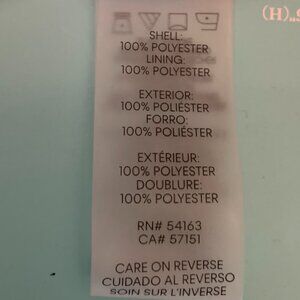 (H)
SHELL:
100% POLYESTER
LINING:
100% POLYESTER
EXTERIOR:
100% POLIÉSTER
FORRO:
100% POLIÉSTER
EXTÉRIEUR:
100% POLYESTER
DOUBLURE:
100% POLYESTER
RN# 54163
CA# 57151
CARE ON REVERSE
CUIDADO AL REVERSO
SOIN SUR L'INVERSE